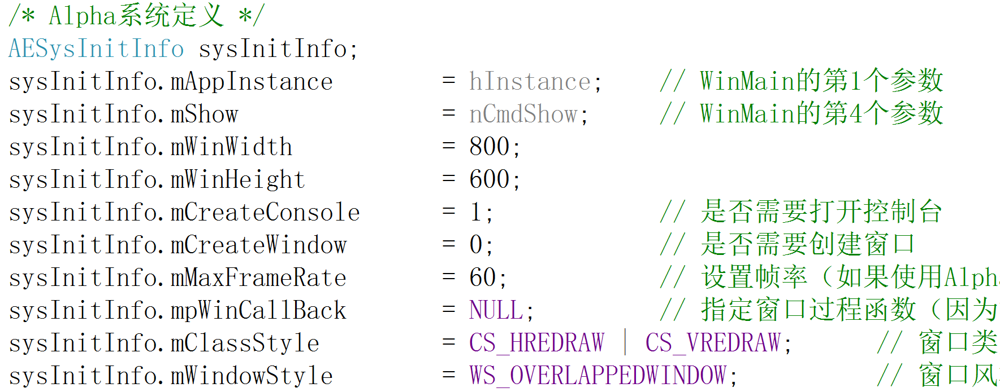 /* Alpha系统定义 */
AESysInitInfo sysInitInfo;
sysInitInfo.mAppInstance = hInstance; // WinMain的第1个参数
sysInitInfo.mShow = nCmdShow; // WinMain的第4个参数
sysInitInfo.mWinWidth = 800;
sysInitInfo.mWinHeight = 600;
sysInitInfo.mCreateConsole = 1; // 是否需要打开控制台
sysInitInfo.mCreateWindow = 0; // 是否需要创建窗口
sysInitInfo.mMaxFrameRate = 60; // 设置帧率（如果使用Alph
sysInitInfo.mpWinCallBack = NULL; // 指定窗口过程函数（因为
sysInitInfo.mClassStyle = CS_HREDRAW | CS_VREDRAW; // 窗口类
sysInitInfo.mWindowStyle = WS_OVERLAPPEDWINDOW; // 窗口风